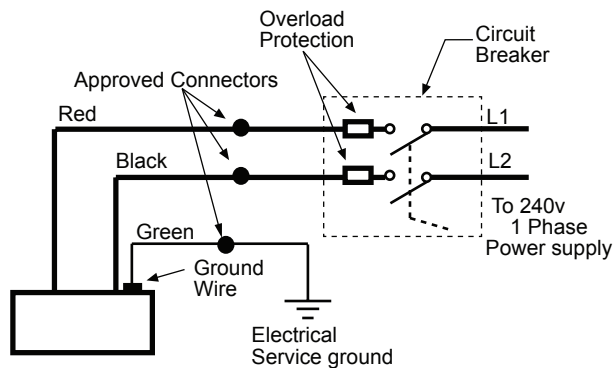 Overload
Protection
Circuit
Breaker
Approved Connectors
Red
L1
Black
L2
To 240v
1 Phase
Power supply
Green
Ground
Wire
Electrical
Service ground